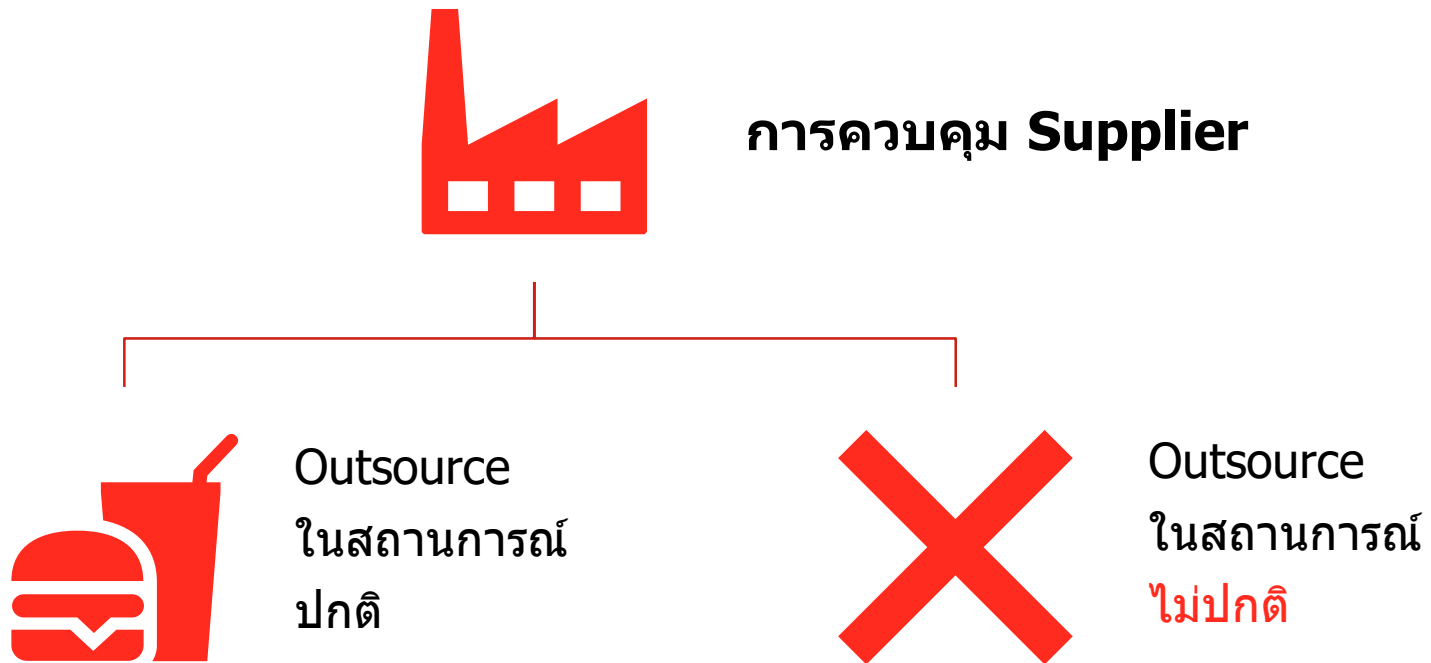 การควบคุม Supplier
Outsource
ในสถานการณ์
ปกติ
Outsource
ในสถานการณ์
ไม่ปกติ